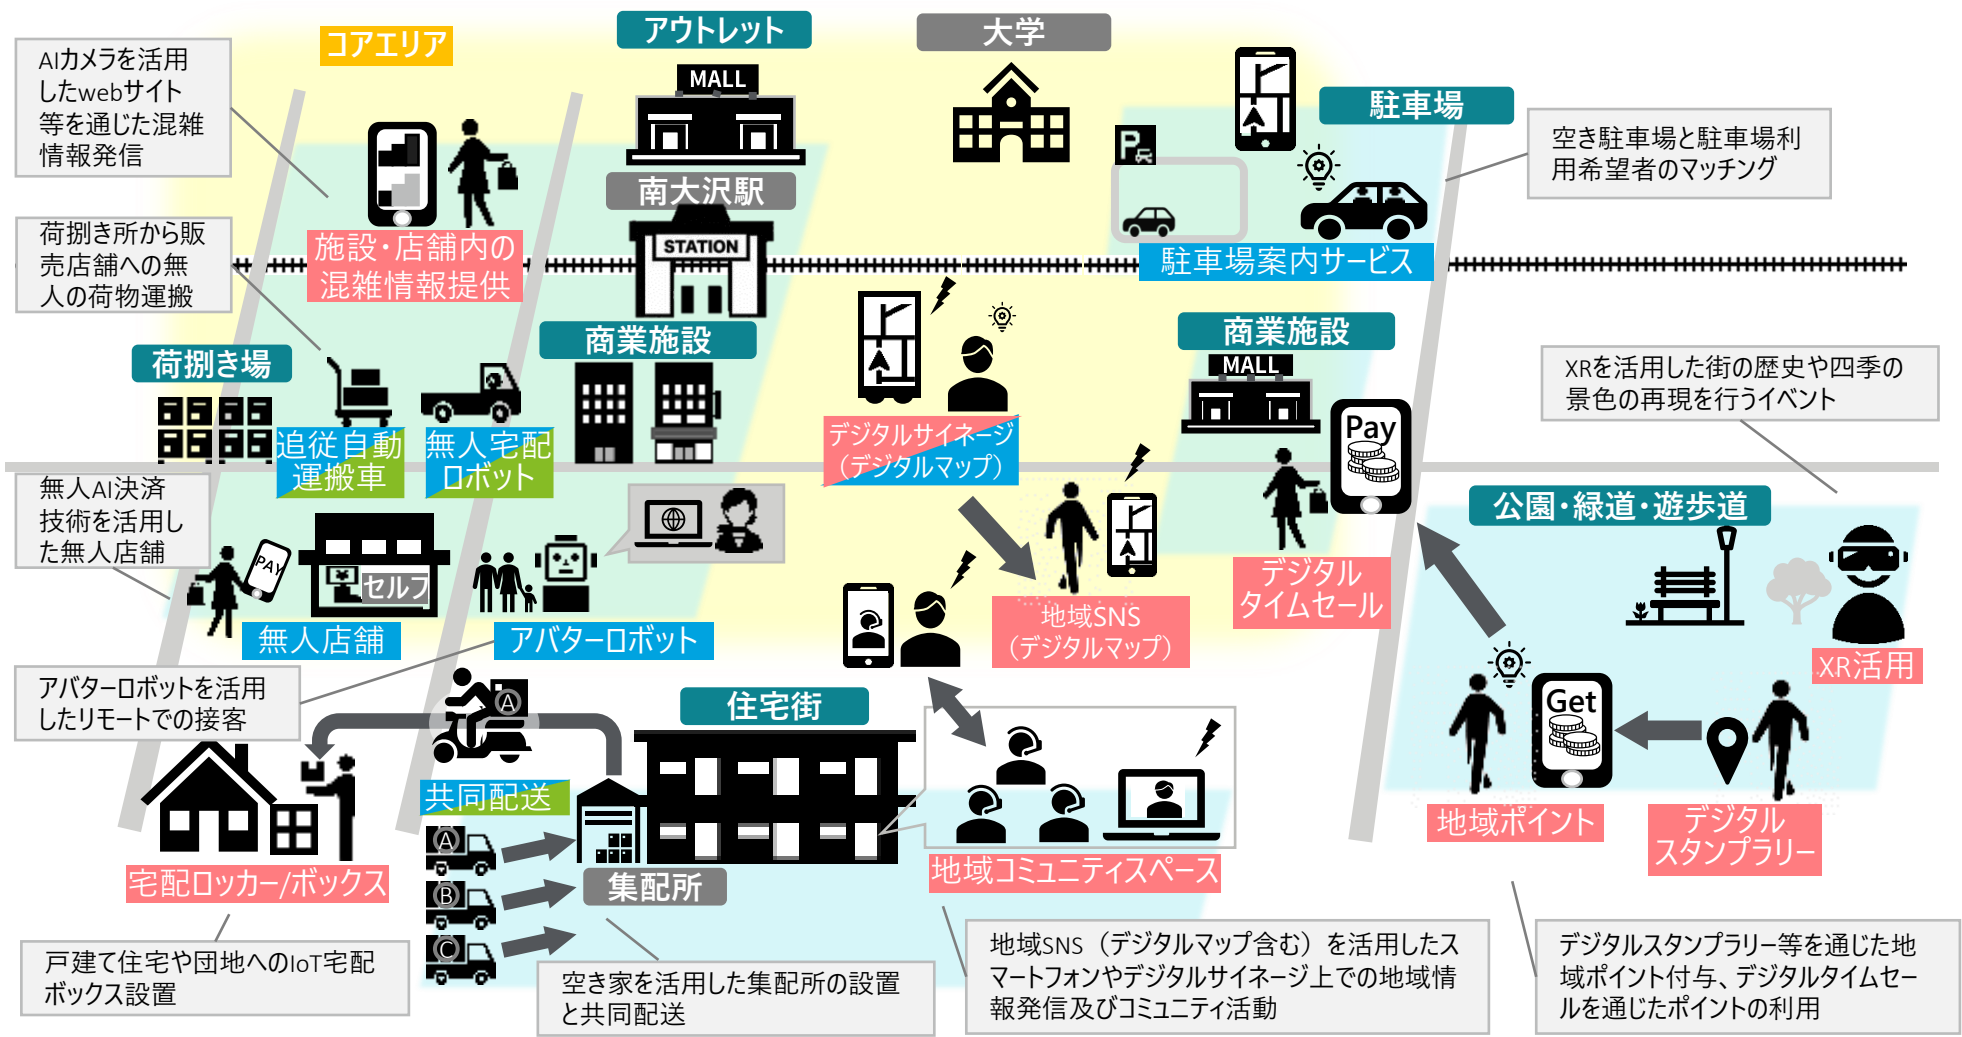 コアエリア
アウトレット
大学
AIカメラを活用
したwebサイト
等を通じた混雑
情報発信
MALL
駐車場
P
空き駐車場と駐車場利
用希望者のマッチング
南大沢駅
STATION
施設・店舗内の
混雑情報提供
駐車場案内サービス
荷捌き所から販
売店舗への無
人の荷物運搬
荷捌き場
商業施設
商業施設
MALL
XRを活用した街の歴史や四季の
景色の再現を行うイベント
追従自動
運搬車
無人宅配
ロボット
デジタルサイネージ
（デジタルマップ）
Pay
無人AI決済
技術を活用し
た無人店舗
PAY
¥
セルフ
無人店舗
アバターロボット
地域SNS
（デジタルマップ）
デジタル
タイムセール
公園・緑道・遊歩道
XR活用
アバターロボットを活用
したリモートでの接客
A
住宅街
Get
共同配送
A
B
C
集配所
地域コミュニティスペース
地域ポイント
デジタル
スタンプラリー
宅配ロッカー/ボックス
戸建て住宅や団地へのIoT宅配
ボックス設置
空き家を活用した集配所の設置
と共同配送
地域SNS（デジタルマップ含む）を活用したス
マートフォンやデジタルサイネージ上での地域情
報発信及びコミュニティ活動
デジタルスタンプラリー等を通じた地
域ポイント付与、デジタルタイムセー
ルを通じたポイントの利用